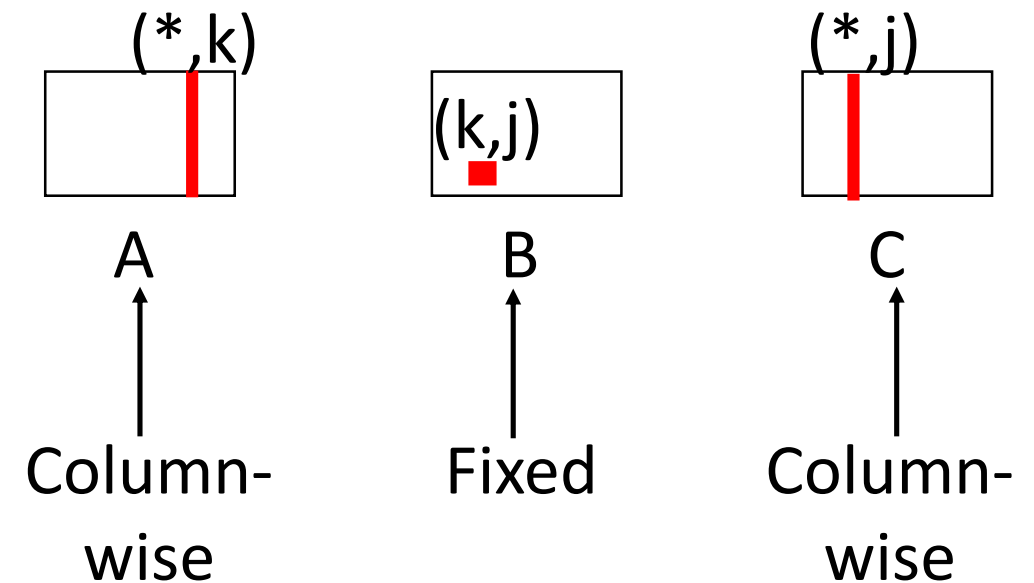 (*,k)
(*,j)
(k,j)
A
B
C
Column-
wise
Fixed
Column-
wise